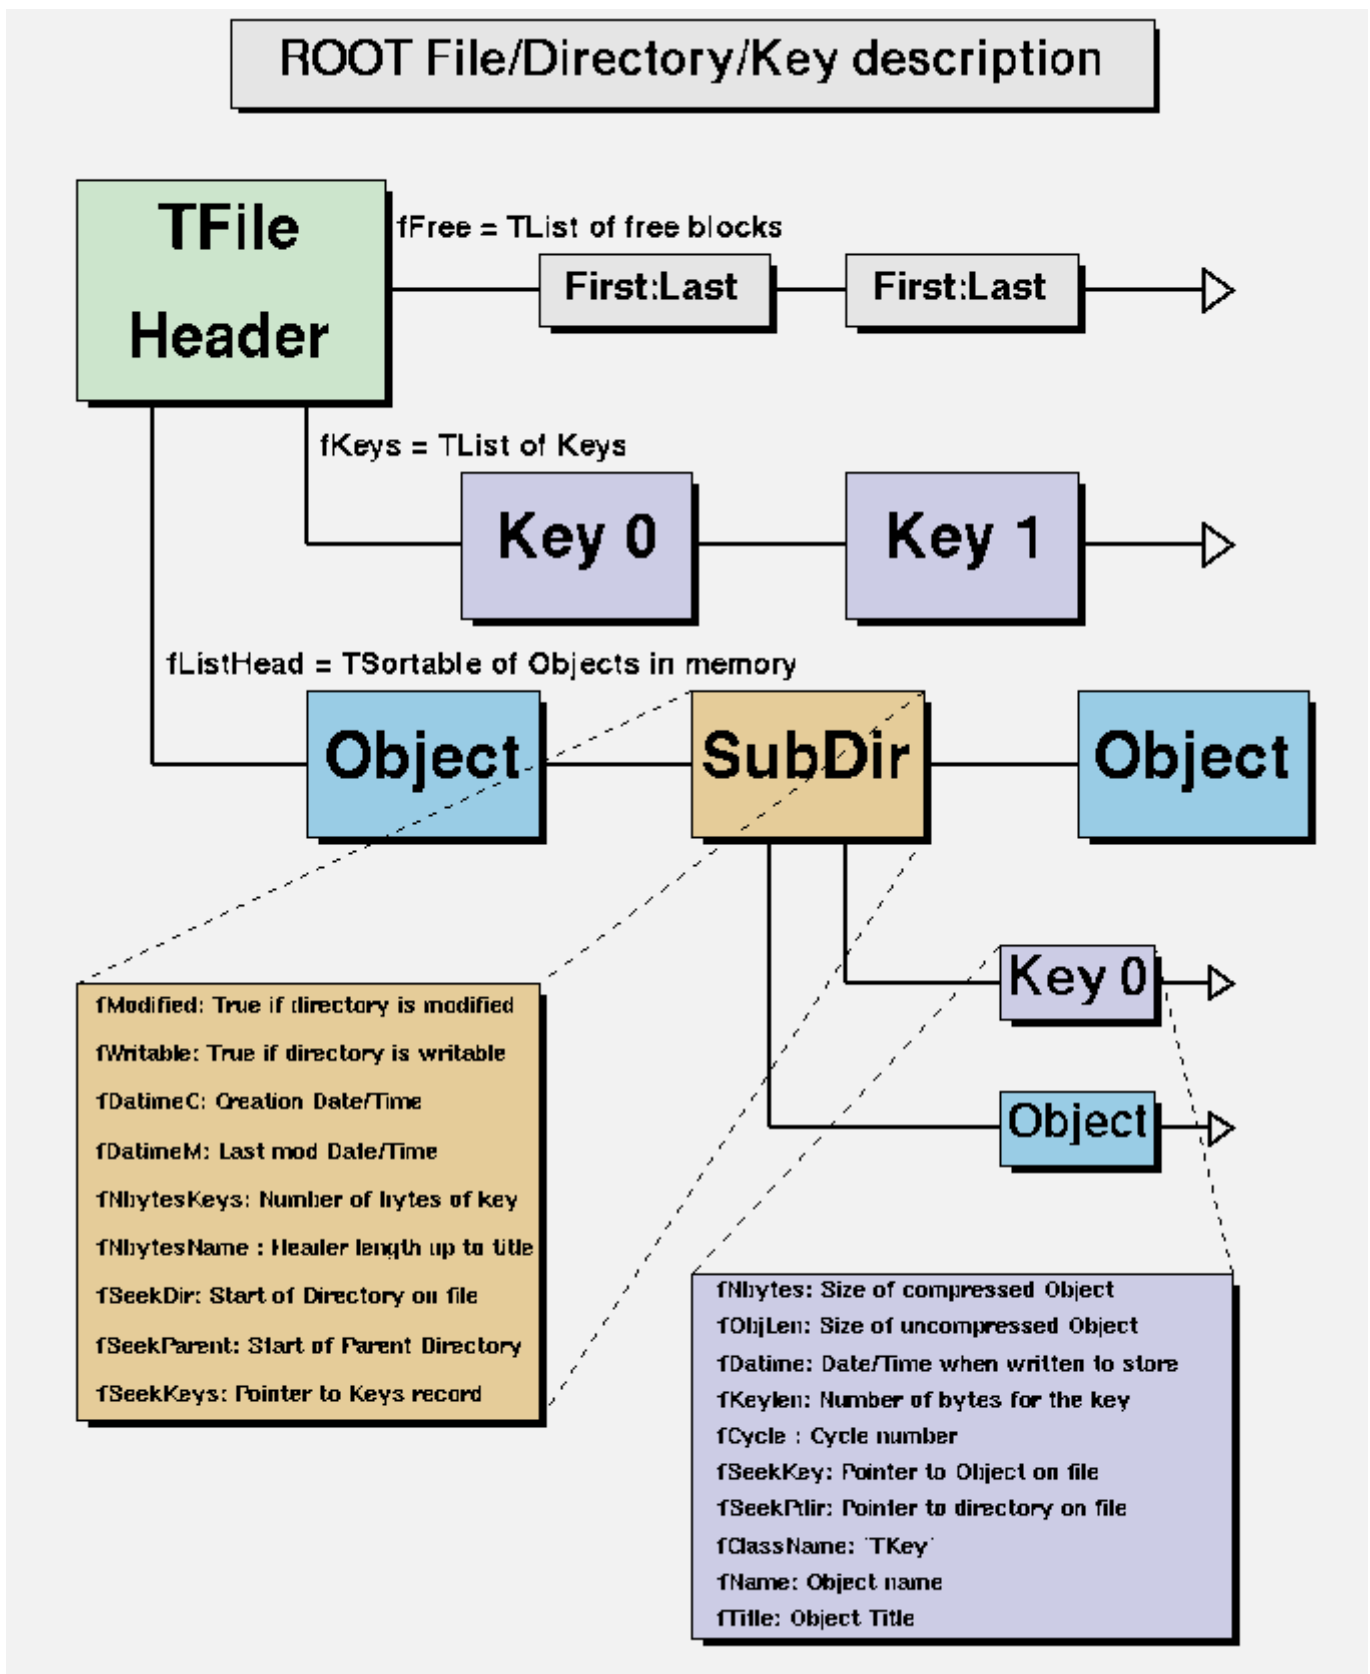 ROOT File/Directory/Key description
TFile
Header
fFree = TList of free blocks
First:Last
First:Last
fKeys = TList of Keys
Key 0
Key 1
fListHead = TSortable of Objects in memory
Object
SubDir
Object
Key 0
Object
fModified: True if directory is modified
fWritable: True if directory is writable
fDatimeC: Creation Date/Time
fDatimeM: Last mod Date/Time
fNbytesKeys: Number of bytes of key
fNbytesName : Header length up to title
fSeekDir: Start of Directory on file
fSeekParent: Start of Parent Directory
fSeekKeys: Pointer to Keys record
fNbytes: Size of compressed Object
fObjLen: Size of uncompressed Object
fDatime: Date/Time when written to store
fKeylen: Number of bytes for the key
fCycle : Cycle number
fSeekKey: Pointer to Object on file
fSeekPdir: Pointer to directory on file
fClassName: 'TKey'
fName: Object name
fTitle: Object Title